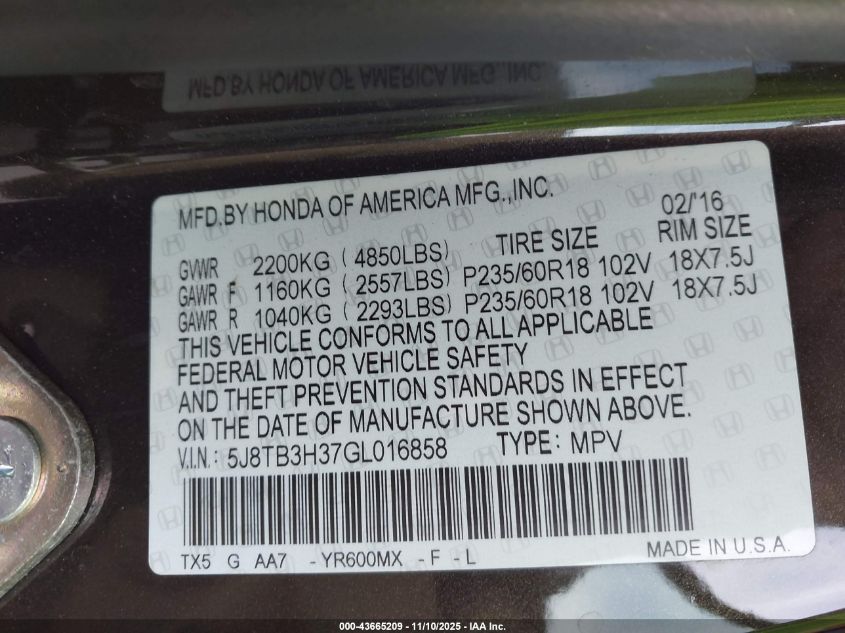 MFD.BY HONDA OF AMERICA MFG.,INC.
MFD.BY HONDA OF AMERICA MFG.,INC. 02/'16
TIRE SIZE RIM SIZE
GVWR 2200KG (4850LBS)
GAWR F 1160KG (2557LBS) P235/60R18 102V 18X7.5J
GAWR R 1040KG (2293LBS) P235/60R18 102V 18X7.5J
THIS VEHICLE CONFORMS TO ALL APPLICABLE
FEDERAL MOTOR VEHICLE SAFETY
AND THEFT PREVENTION STANDARDS IN EFFECT
ON THE DATE OF MANUFACTURE SHOWN ABOVE.
V.I.N.: 5J8TB3H37GL016858 TYPE: MPV
TX5 G AA7 -YR600MX -F -L MADE IN U.S.A.
000-43665209 - 11/10/2025 - IAA Inc.